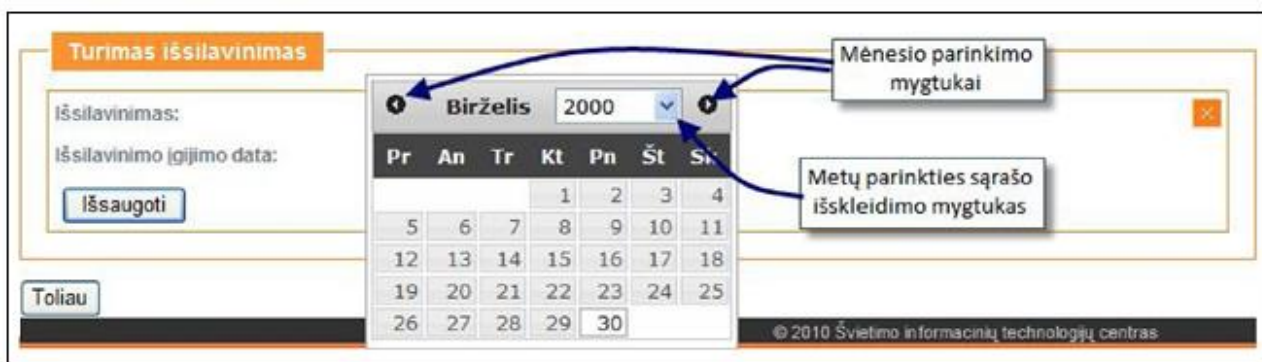 Turimas išsilavinimas
Mėnesio parinkimo
mygtukai
Išsilavinimas:
Birželis 2000
Išsilavinimo įgijimo data:
Pr An Tr Kt Pn Št Sk
Metų parinkties sąrašo
išskleidimo mygtukas
Išsaugoti
1 2 3 4
5 6 7 8 9 10 11
12 13 14 15 16 17 18
19 20 21 22 23 24 25
26 27 28 29 30
Toliau
© 2010 Švietimo informacinių technologijų centras